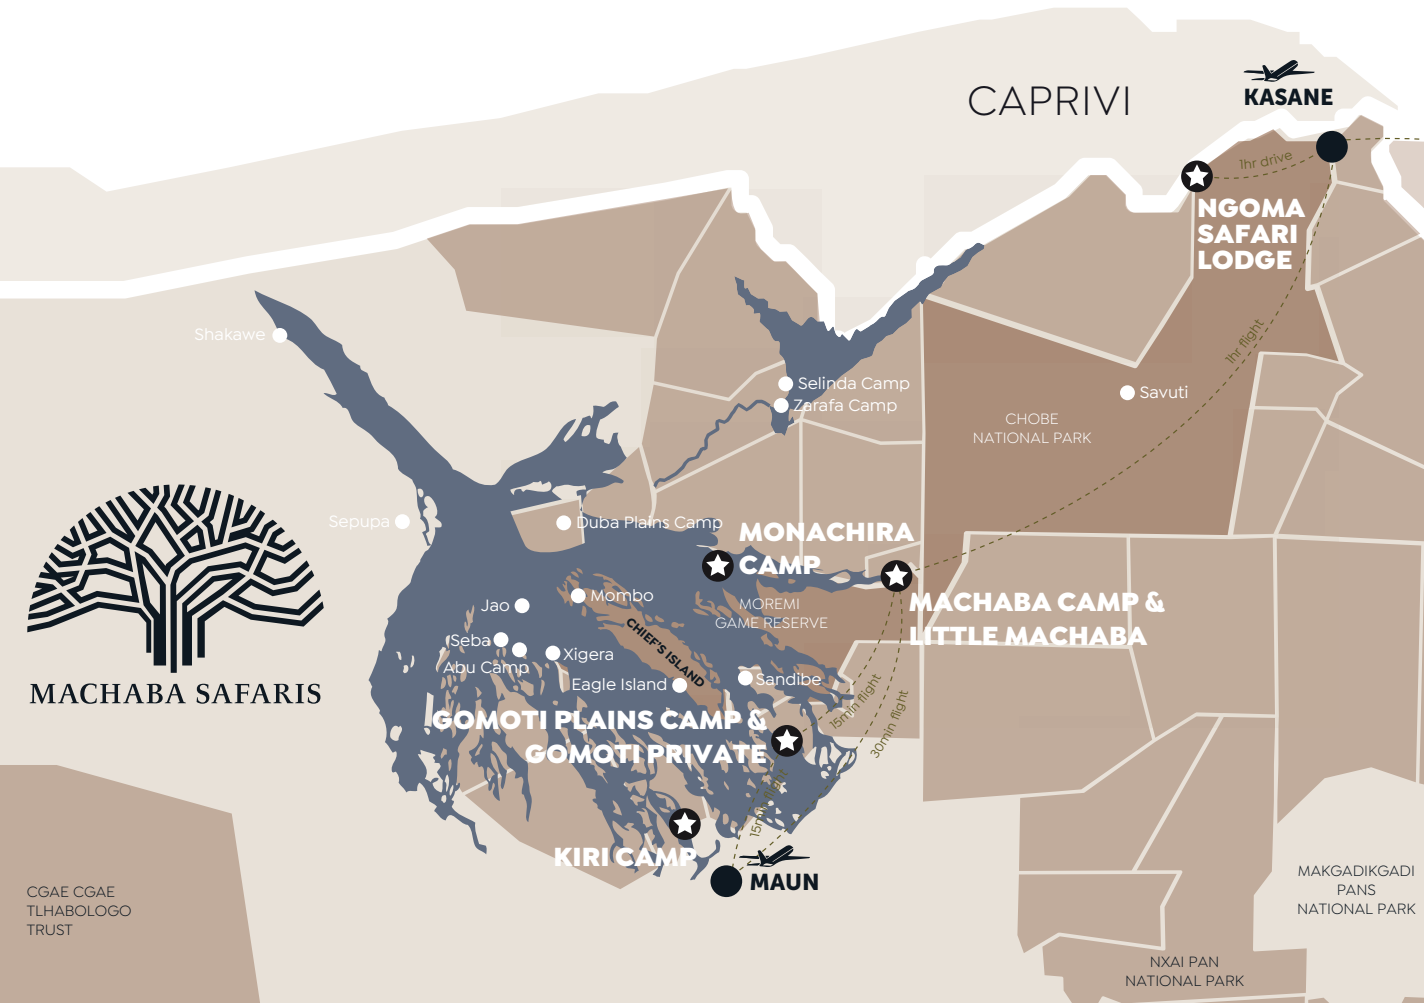 CAPRIVI
KASANE
1hr drive
NGOMA
SAFARI
LODGE
1hr flight
Shakawe
Selinda Camp
Zarafa Camp
Savuti
CHOBE
NATIONAL PARK
Sepupa
Duba Plains Camp
MONACHIRA
CAMP
MACHABA CAMP &
LITTLE MACHABA
Mombo
Jao
MOREMI
GAME RESERVE
CHIEF'S ISLAND
Seba
Abu Camp
Xigera
Eagle Island
Sandibe
MACHABA SAFARIS
GOMOTI PLAINS CAMP &
GOMOTI PRIVATE
15min flight
30min flight
15min flight
KIRI CAMP
MAUN
CGAE CGAE
TLHABOLOGO
TRUST
MAKGADIKGADI
PANS
NATIONAL PARK
NXAI PAN
NATIONAL PARK